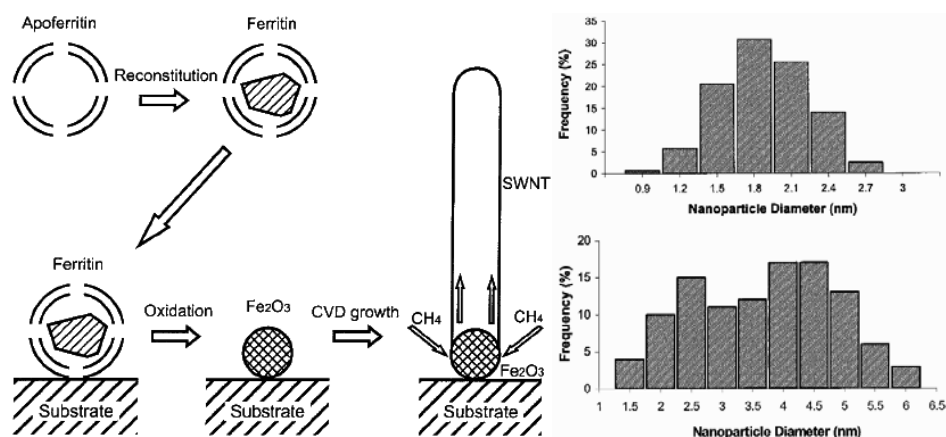 Apoferritin
Ferritin
Reconstitution
Ferritin
Oxidation
Fe2O3
CVD growth
CH4
CH4
SWNT
Fe2O3
Substrate
Substrate
Substrate
Frequency (%)
35
30
25
20
15
10
5
0
0.9 1.2 1.5 1.8 2.1 2.4 2.7 3
Nanoparticle Diameter (nm)
Frequency (%)
20
15
10
5
0
1 1.5 2 2.5 3 3.5 4 4.5 5 5.5 6 6.5
Nanoparticle Diameter (nm)